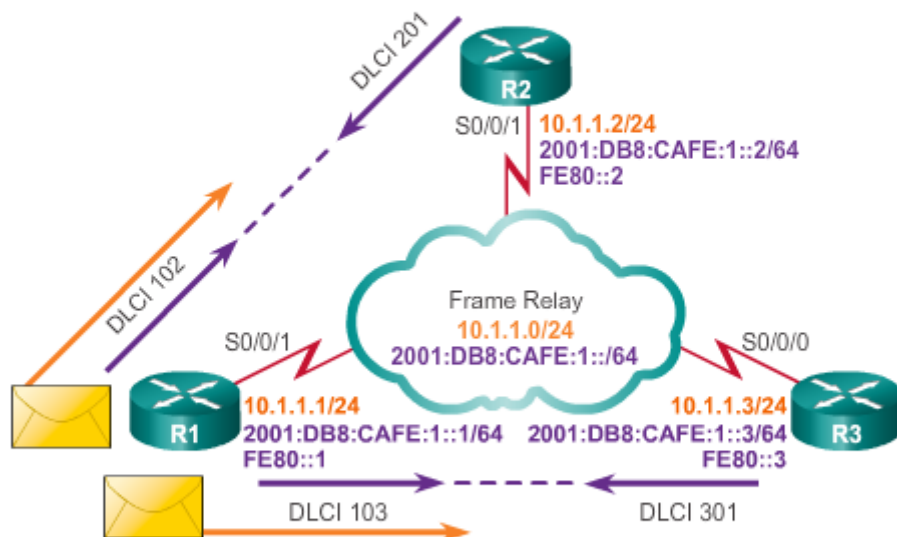 DLCI 201
R2
S0/0/1
10.1.1.2/24
2001:DB8:CAFE:1::2/64
FE80::2
DLCI 102
Frame Relay
10.1.1.0/24
2001:DB8:CAFE:1::/64
S0/0/1
S0/0/0
R1
10.1.1.1/24
2001:DB8:CAFE:1::1/64
FE80::1
10.1.1.3/24
2001:DB8:CAFE:1::3/64
FE80::3
R3
DLCI 103
DLCI 301